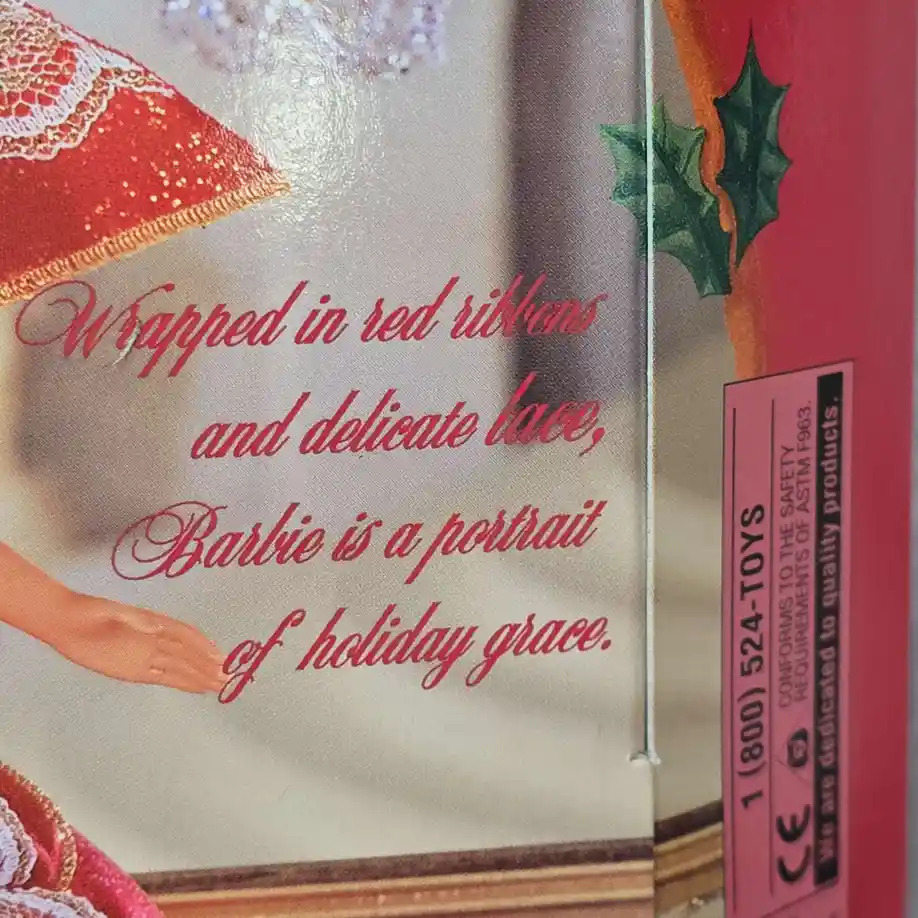 Wrapped in red ribbons
and delicate lace,
Barbie is a portrait
of holiday grace.
1 (800) 524-TOYS
CONFORMS TO THE SAFETY
REQUIREMENTS OF ASTM F963.
CE
We are dedicated to quality products.